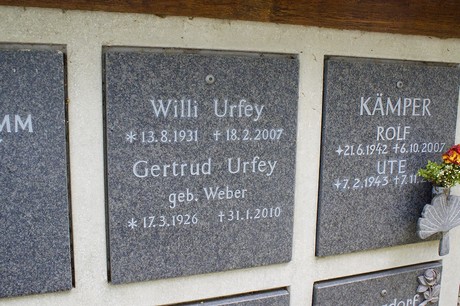 MM
Willi Urfey
*13.8.1931 +18.2.2007
Gertrud Urfey
geb. Weber
*17.3.1926 +31.1.2010
KÄMPER
ROLF
*21.6.1942 +6.10.2007
UTE
*7.2.1943
dorf